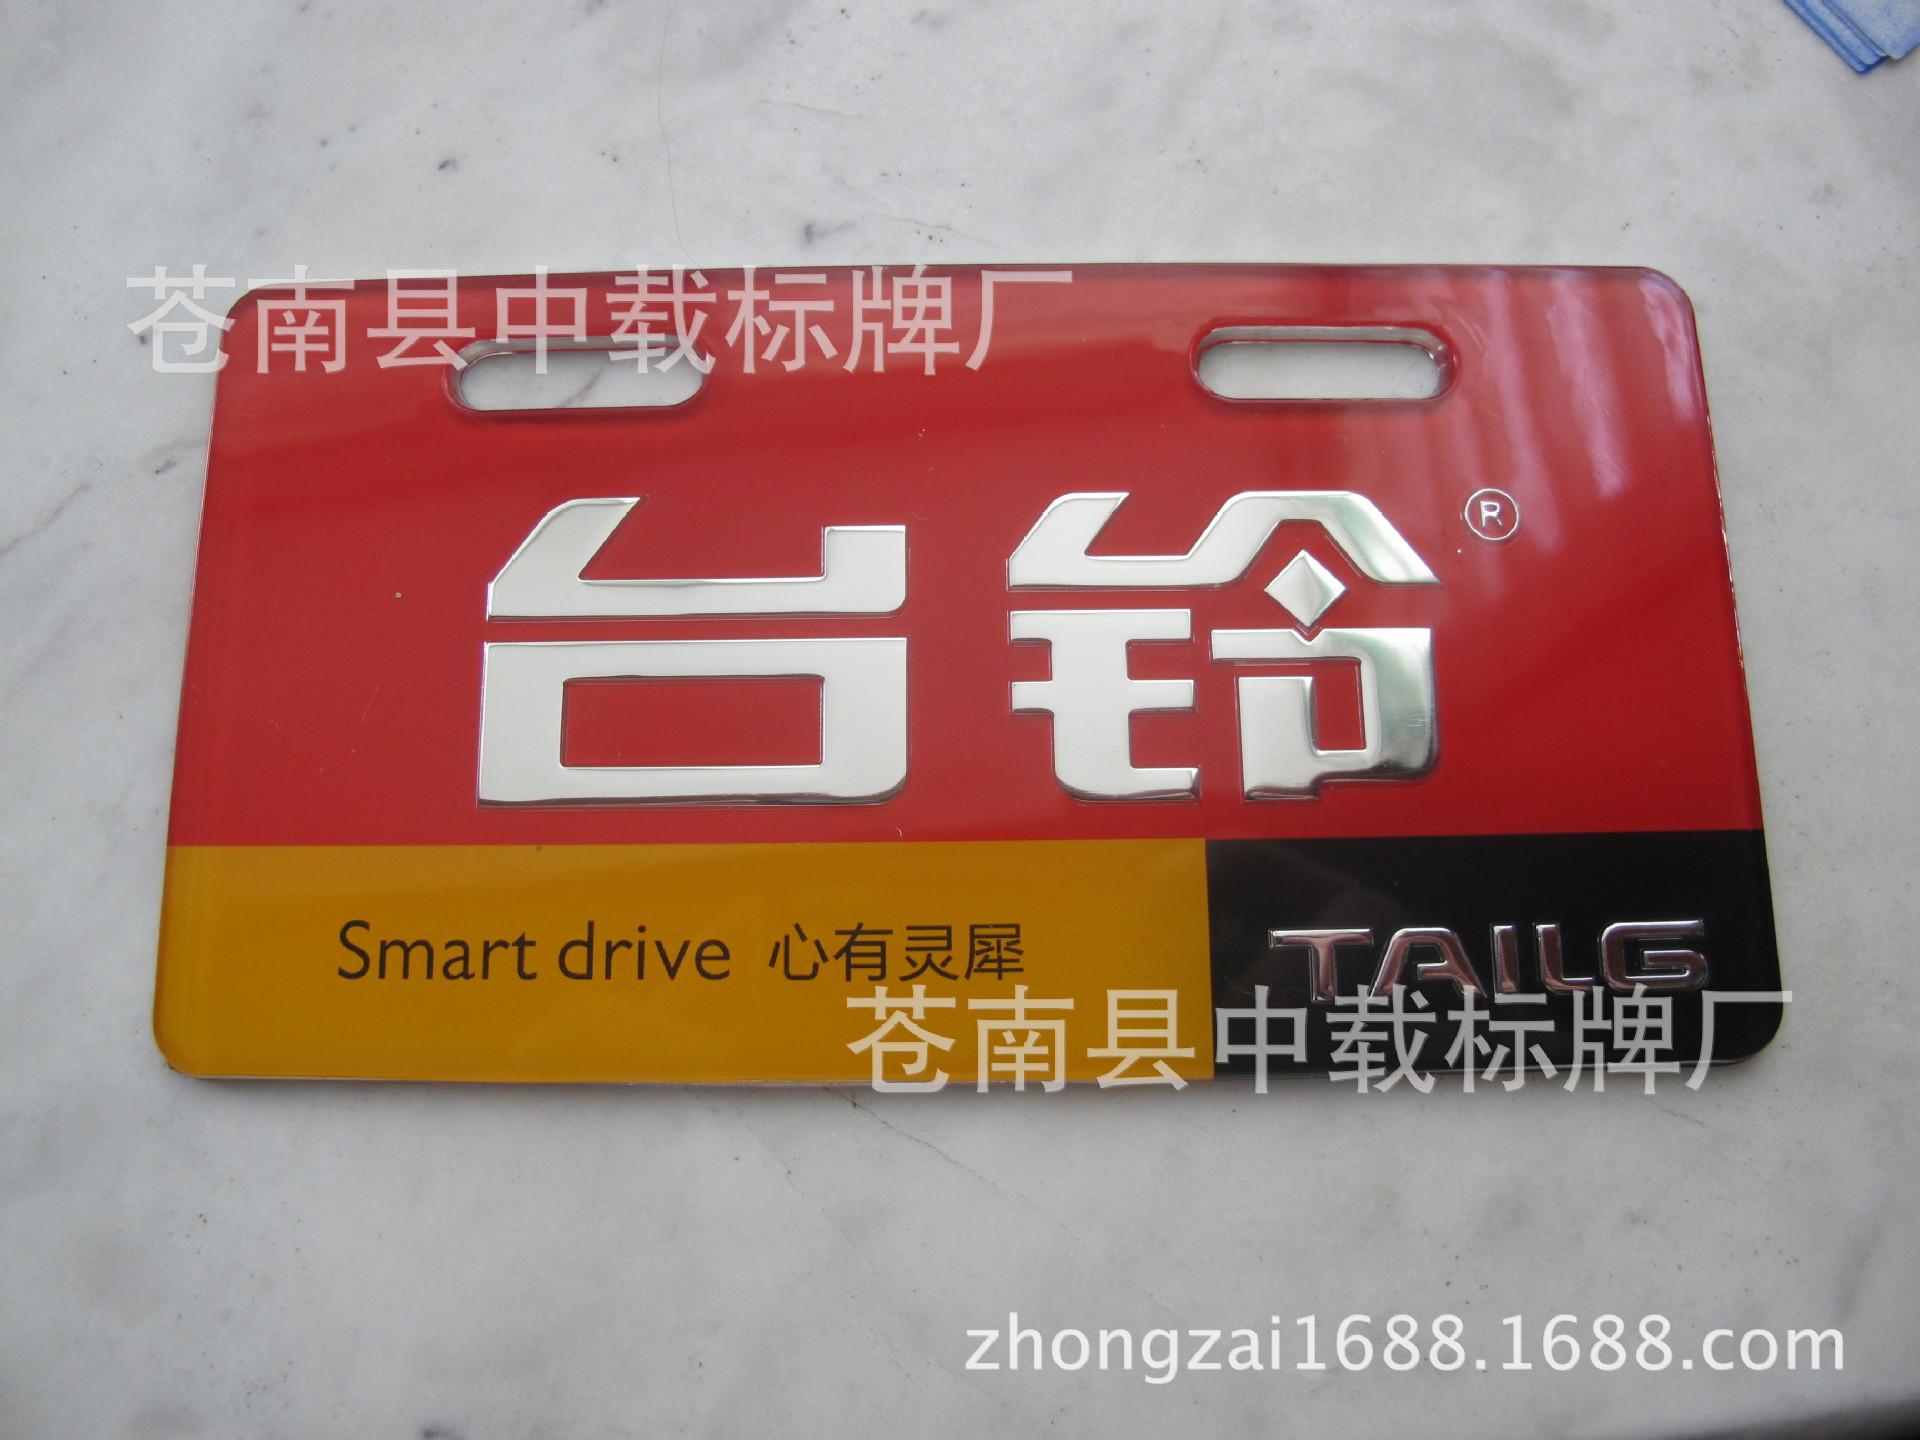 苍南县中载标牌厂
台铃®
Smart drive 心有灵犀
TAILG
苍南县中载标牌厂
zhongzai1688.1688.com